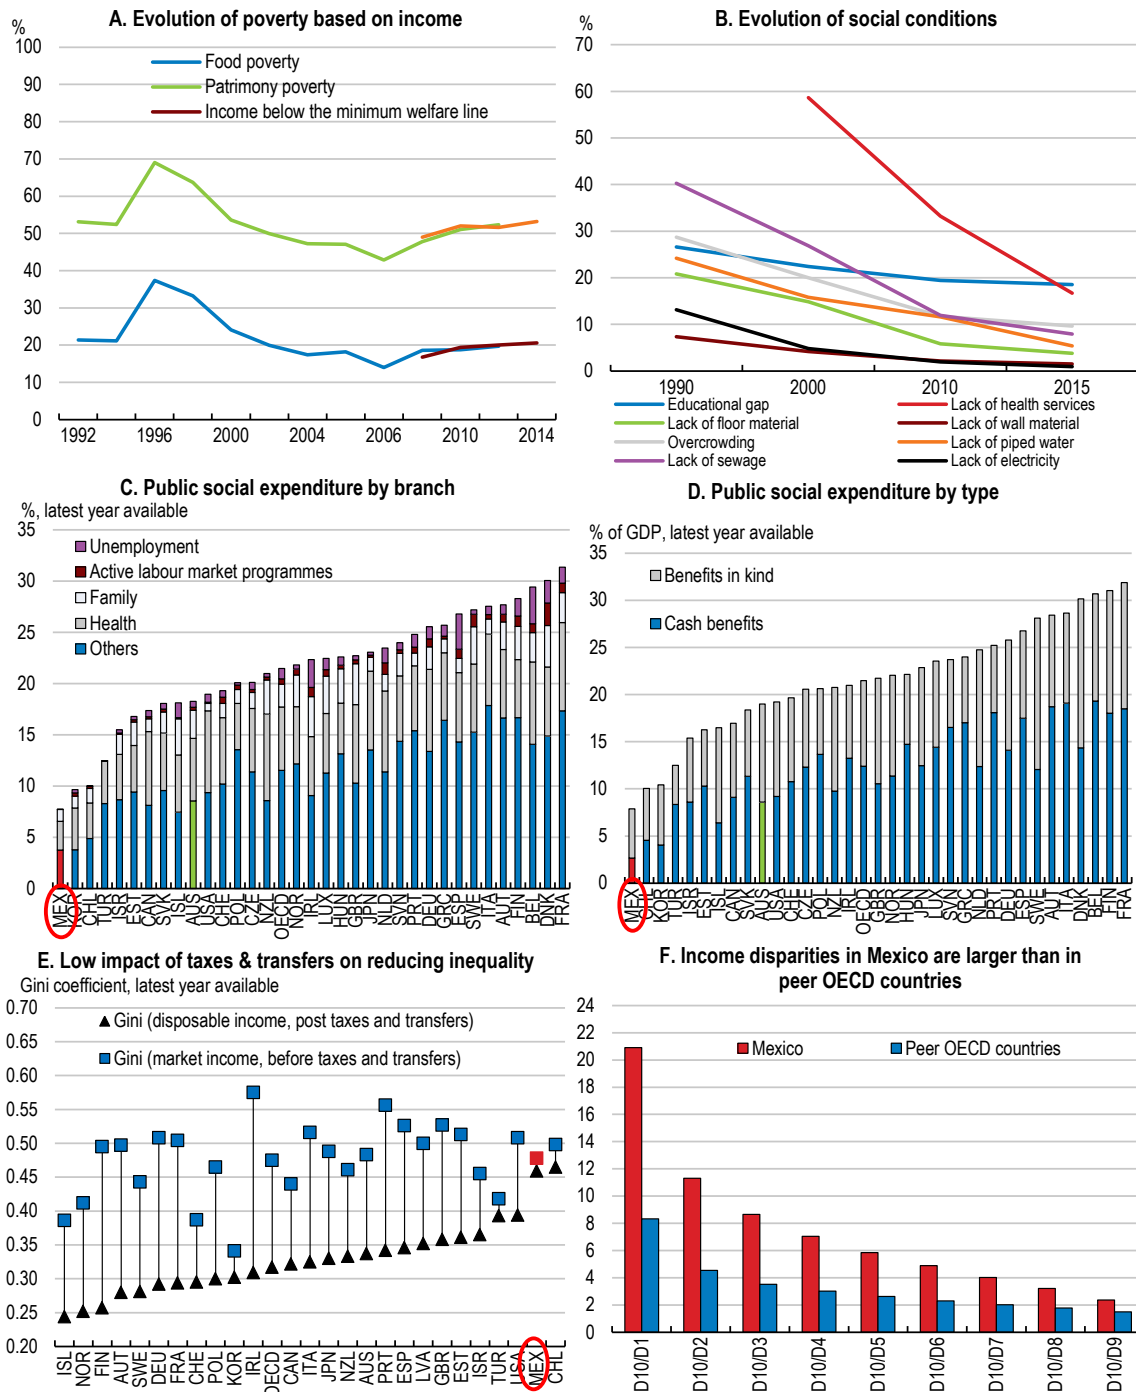 A. Evolution of poverty based on income
%
100
90
80
70
60
50
40
30
20
10
0
Food poverty
Patrimony poverty
Income below the minimum welfare line
1992 1996 2000 2004 2006 2010 2014
B. Evolution of social conditions
%
70
60
50
40
30
20
10
0
1990 2000 2010 2015
Educational gap
Lack of health services
Lack of floor material
Lack of wall material
Overcrowding
Lack of piped water
Lack of sewage
Lack of electricity
C. Public social expenditure by branch
%, latest year available
35
30
25
20
15
10
5
0
Unemployment
Active labour market programmes
Family
Health
Others
MEX
KOR
CHL
TUR
ISR
EST
CAN
SVK
ISL
AUS
USA
CHE
POL
CZE
NZL
OECD
NOR
IRL
LUX
HUN
GBR
JPN
NLD
SVN
PRT
DEU
GRC
ESP
SWE
ITA
AUT
FIN
BEL
DNK
FRA
D. Public social expenditure by type
% of GDP, latest year available
35
30
25
20
15
10
5
0
Benefits in kind
Cash benefits
MEX
KOR
TUR
ISR
EST
ISL
CAN
SVK
AUS
USA
CHE
CZE
POL
NZL
IRL
OECD
GBR
NOR
HUN
JPN
LUX
SVN
GRC
NLD
PRT
DEU
ESP
SWE
AUT
ITA
DNK
BEL
FIN
FRA
E. Low impact of taxes & transfers on reducing inequality
Gini coefficient, latest year available
0.70
0.65
0.60
0.55
0.50
0.45
0.40
0.35
0.30
0.25
0.20
Gini (disposable income, post taxes and transfers)
Gini (market income, before taxes and transfers)
ISL
NOR
FIN
AUT
SWE
DEU
FRA
CHE
POL
KOR
IRL
OECD
CAN
ITA
JPN
NZL
AUS
PRT
ESP
LVA
GBR
EST
ISR
TUR
USA
MEX
CHL
F. Income disparities in Mexico are larger than in
peer OECD countries
24
22
20
18
16
14
12
10
8
6
4
2
0
Mexico
Peer OECD countries
D10/D1
D10/D2
D10/D3
D10/D4
D10/D5
D10/D6
D10/D7
D10/D8
D10/D9